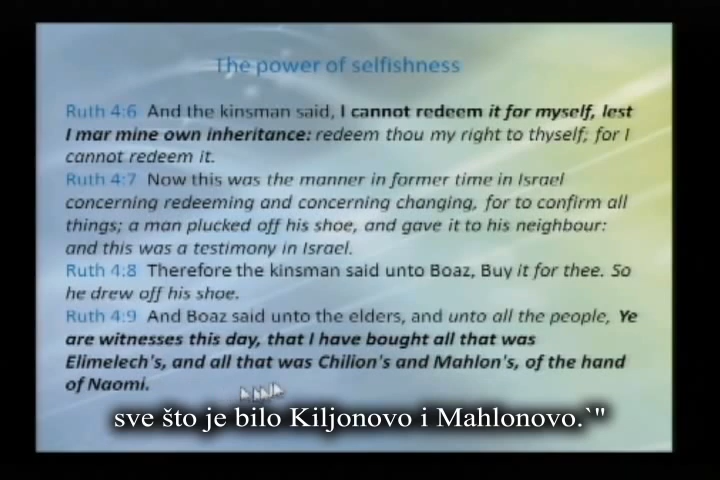 The power of selfishness
Ruth 4:6 And the kinsman said, I cannot redeem it for myself, lest
I mar mine own inheritance: redeem thou my right to thyself; for I
cannot redeem it.
Ruth 4:7 Now this was the manner in former time in Israel
concerning redeeming and concerning changing, for to confirm all
things; a man plucked off his shoe, and gave it to his neighbour:
and this was a testimony in Israel.
Ruth 4:8 Therefore the kinsman said unto Boaz, Buy it for thee. So
he drew off his shoe.
Ruth 4:9 And Boaz said unto the elders, and unto all the people, Ye
are witnesses this day, that I have bought all that was
Elimelech's, and all that was Chilion's and Mahlon's, of the hand
of Naomi.
sve što je bilo Kiljonovo i Mahlonovo.`"